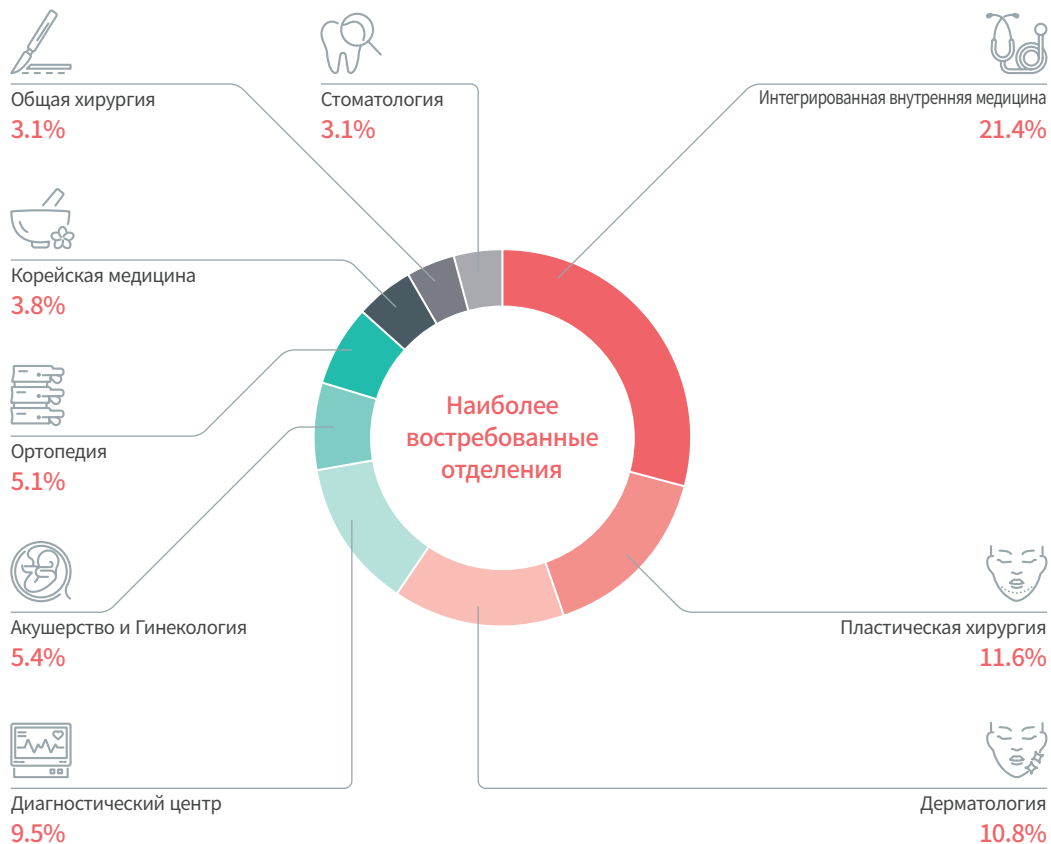 Общая хирургия
3.1%
Стоматология
3.1%
Интегрированная внутренняя медицина
21.4%
Корейская медицина
3.8%
Ортопедия
5.1%
Наиболее
востребованные
отделения
Акушерство и Гинекология
5.4%
Пластическая хирургия
11.6%
Диагностический центр
9.5%
Дерматология
10.8%